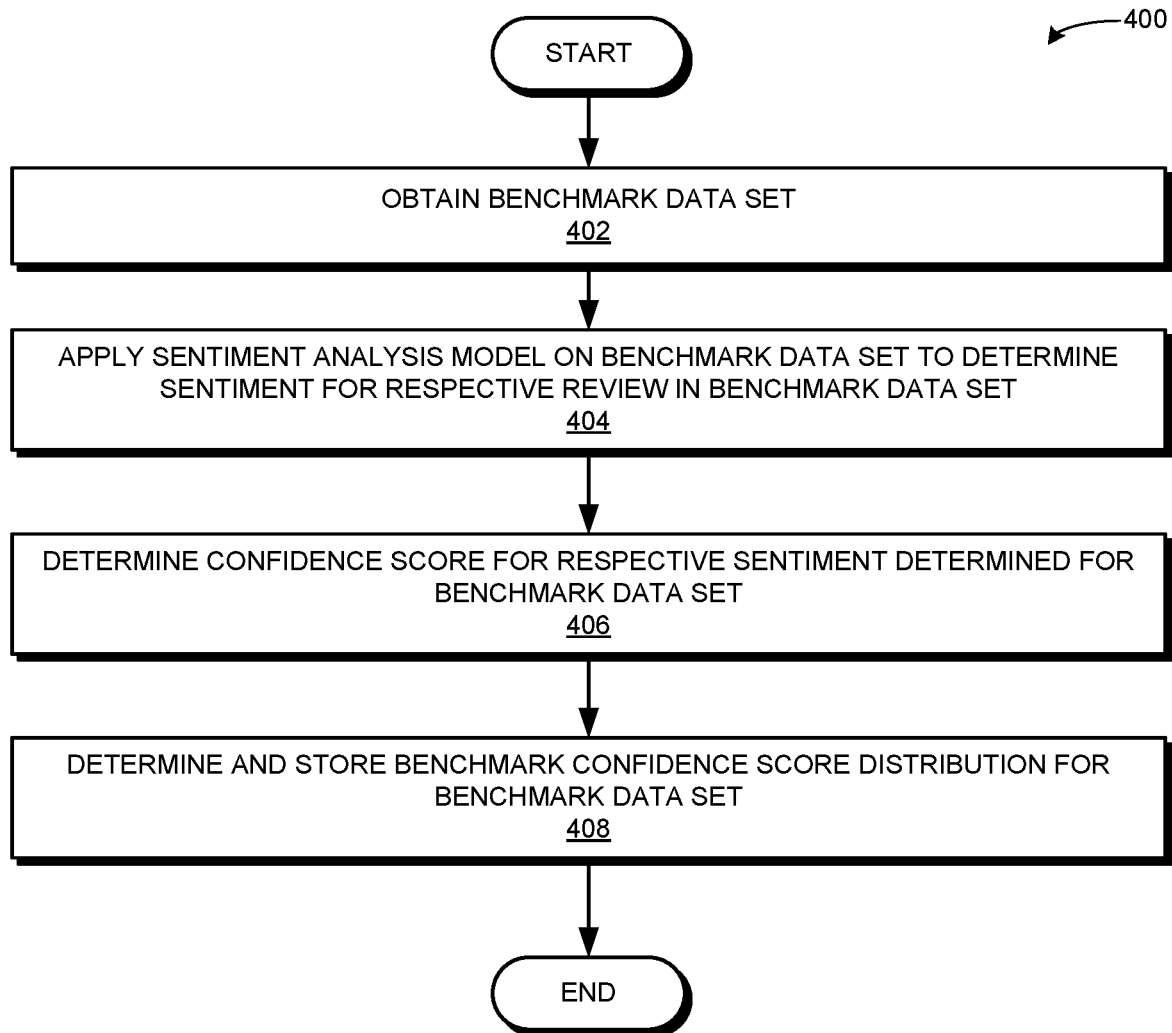 400
START
OBTAIN BENCHMARK DATA SET
402
APPLY SENTIMENT ANALYSIS MODEL ON BENCHMARK DATA SET TO DETERMINE
SENTIMENT FOR RESPECTIVE REVIEW IN BENCHMARK DATA SET
404
DETERMINE CONFIDENCE SCORE FOR RESPECTIVE SENTIMENT DETERMINED FOR
BENCHMARK DATA SET
406
DETERMINE AND STORE BENCHMARK CONFIDENCE SCORE DISTRIBUTION FOR
BENCHMARK DATA SET
408
END